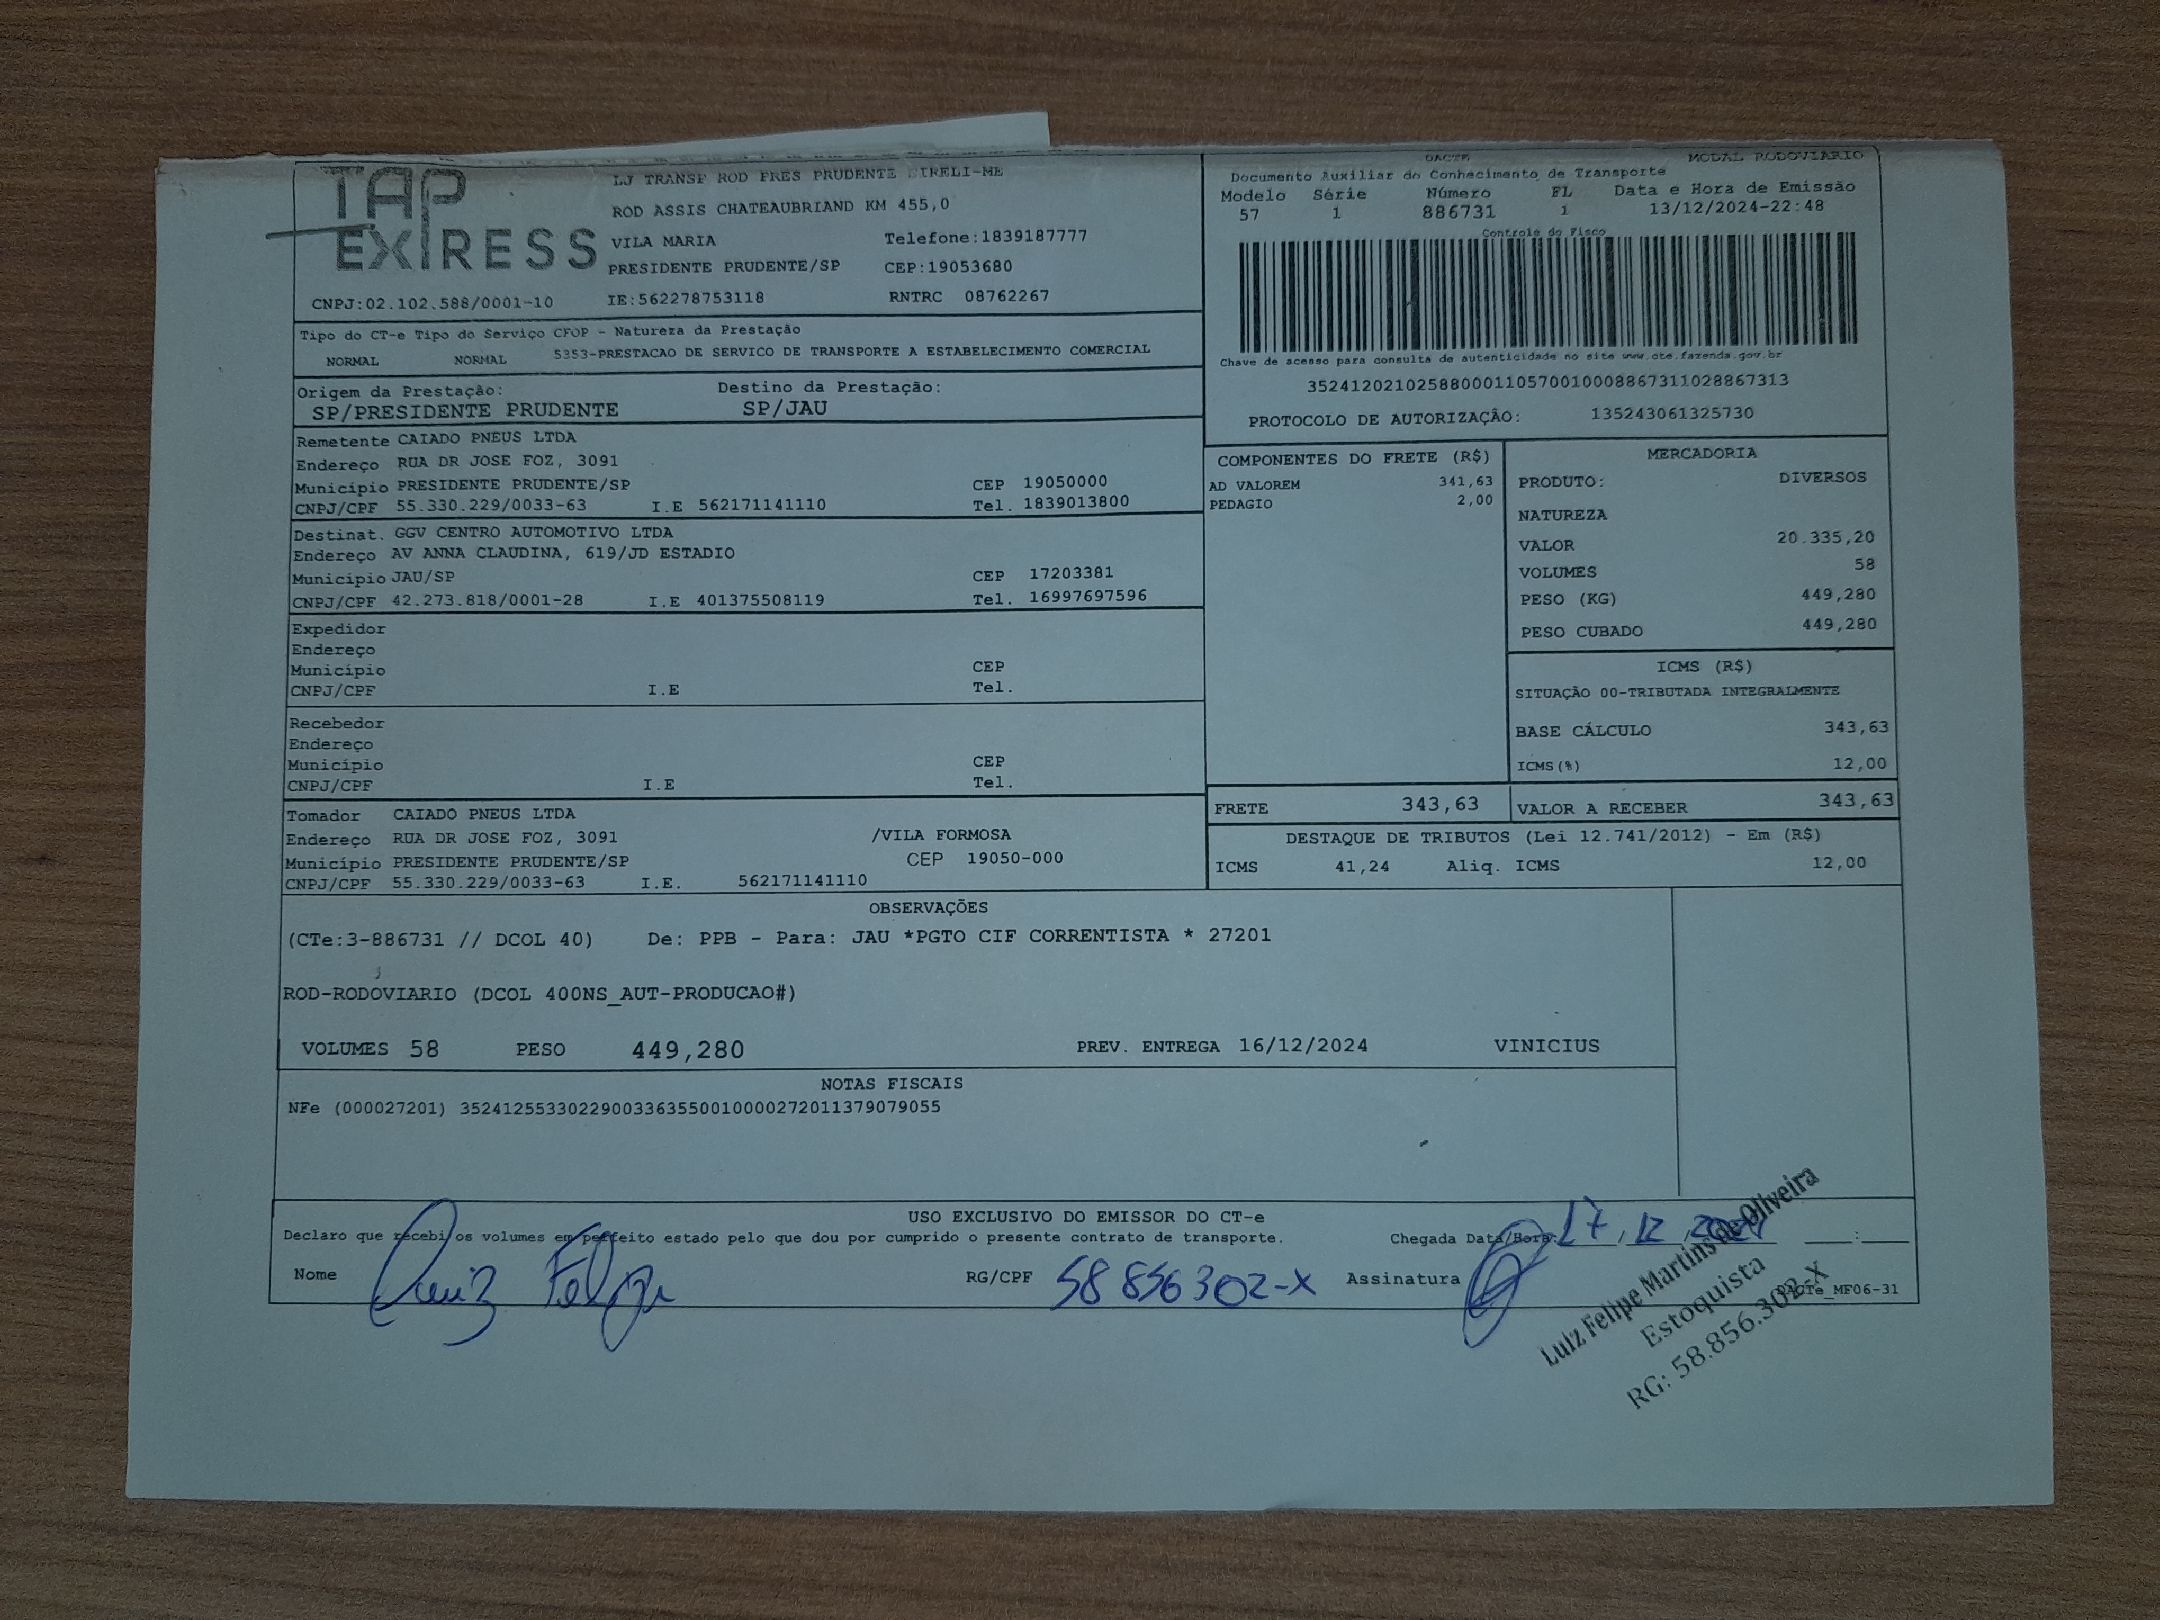 TAP
EXPRESS
LJ TRANSF ROD PRES PRUDENTE EIRELI-ME
ROD ASSIS CHATEAUBRIAND KM 455,0
VILA MARIA Telefone:1839187777
PRESIDENTE PRUDENTE/SP CEP:19053680
CNPJ:02.102.588/0001-10 IE:562278753118 RNTRC 08762267
DACTE MODAL RODOVIARIO
Documento Auxiliar do Conhecimento de Transporte
Modelo Série Número FL Data e Hora de Emissão
57 1 886731 1 13/12/2024-22:48
Controle do Fisco
Chave de acesso para consulta de autenticidade no site www.cte.fazenda.gov.br
35241202102588000110570010008867311028867313
PROTOCOLO DE AUTORIZAÇÃO: 135243061325730
Tipo do CT-e Tipo do Serviço CFOP - Natureza da Prestação
NORMAL NORMAL 5353-PRESTACAO DE SERVICO DE TRANSPORTE A ESTABELECIMENTO COMERCIAL
Origem da Prestação: Destino da Prestação:
SP/PRESIDENTE PRUDENTE SP/JAU
Remetente CAIADO PNEUS LTDA
Endereço RUA DR JOSE FOZ, 3091
Município PRESIDENTE PRUDENTE/SP CEP 19050000
CNPJ/CPF 55.330.229/0033-63 I.E 562171141110 Tel. 1839013800
Destinat. GGV CENTRO AUTOMOTIVO LTDA
Endereço AV ANNA CLAUDINA, 619/JD ESTADIO
Município JAU/SP CEP 17203381
CNPJ/CPF 42.273.818/0001-28 I.E 401375508119 Tel. 16997697596
Expedidor
Endereço
Município CEP
CNPJ/CPF I.E Tel.
Recebedor
Endereço
Município CEP
CNPJ/CPF I.E Tel.
Tomador CAIADO PNEUS LTDA
Endereço RUA DR JOSE FOZ, 3091 /VILA FORMOSA
Município PRESIDENTE PRUDENTE/SP CEP 19050-000
CNPJ/CPF 55.330.229/0033-63 I.E. 562171141110
COMPONENTES DO FRETE (R$)
AD VALOREM 341,63
PEDAGIO 2,00
MERCADORIA
PRODUTO: DIVERSOS
NATUREZA
VALOR 20.335,20
VOLUMES 58
PESO (KG) 449,280
PESO CUBADO 449,280
ICMS (R$)
SITUAÇÃO 00-TRIBUTADA INTEGRALMENTE
BASE CÁLCULO 343,63
ICMS(%) 12,00
FRETE 343,63 VALOR A RECEBER 343,63
DESTAQUE DE TRIBUTOS (Lei 12.741/2012) - Em (R$)
ICMS 41,24 Aliq. ICMS 12,00
OBSERVAÇÕES
(CTe:3-886731 // DCOL 40) De: PPB - Para: JAU *PGTO CIF CORRENTISTA * 27201
ROD-RODOVIARIO (DCOL 400NS_AUT-PRODUCAO#)
VOLUMES 58 PESO 449,280 PREV. ENTREGA 16/12/2024 VINICIUS
NOTAS FISCAIS
NFe (000027201) 35241255330229003363550010000272011379079055
USO EXCLUSIVO DO EMISSOR DO CT-e
Declaro que recebi os volumes em perfeito estado pelo que dou por cumprido o presente contrato de transporte. Chegada Data/Hora: 17/12/2024 :
Nome Luiz Felipe RG/CPF 58 856 302-X Assinatura
DACTe_MF06-31
Luiz Felipe Martins de Oliveira
Estoquista
RG: 58.856.302-X